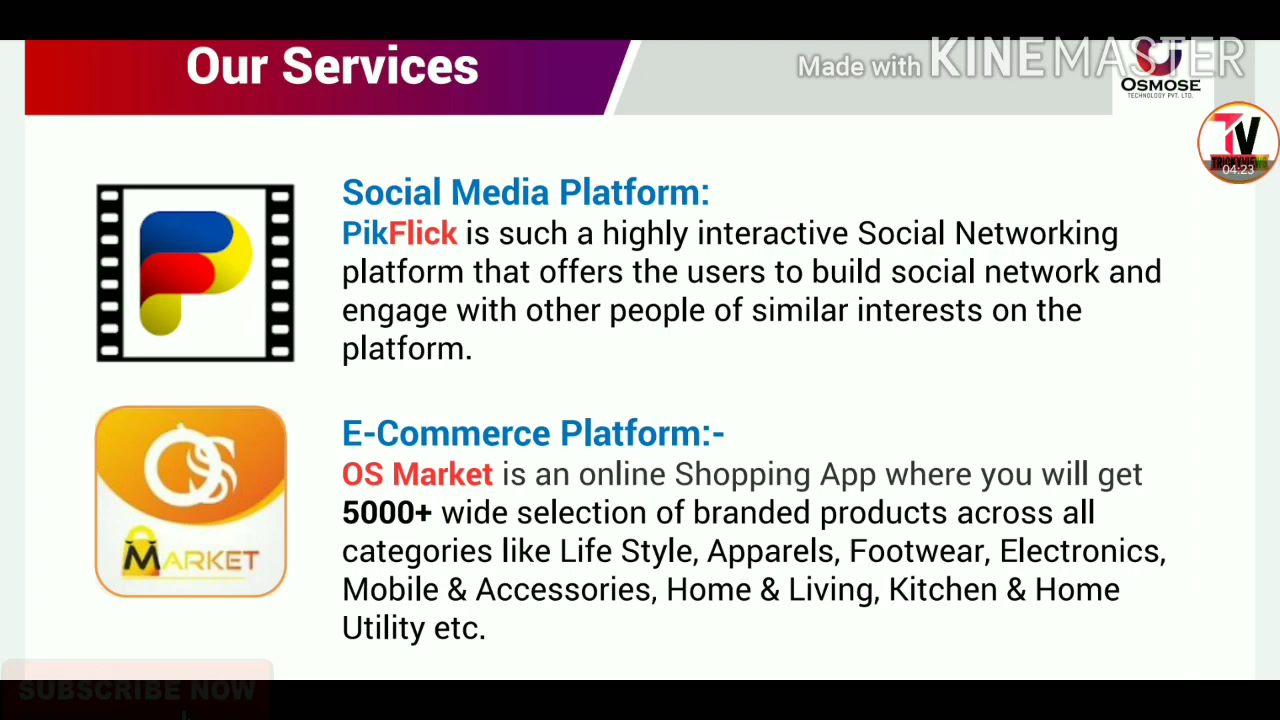 Our Services
Made with KINEMASTER
OSMOSE
TECHNOLOGY PVT. LTD.
TV
04:23
Social Media Platform:
PikFlick is such a highly interactive Social Networking
platform that offers the users to build social network and
engage with other people of similar interests on the
platform.
OS
MARKET
E-Commerce Platform:-
OS Market is an online Shopping App where you will get
5000+ wide selection of branded products across all
categories like Life Style, Apparels, Footwear, Electronics,
Mobile & Accessories, Home & Living, Kitchen & Home
Utility etc.
SUBSCRIBE NOW